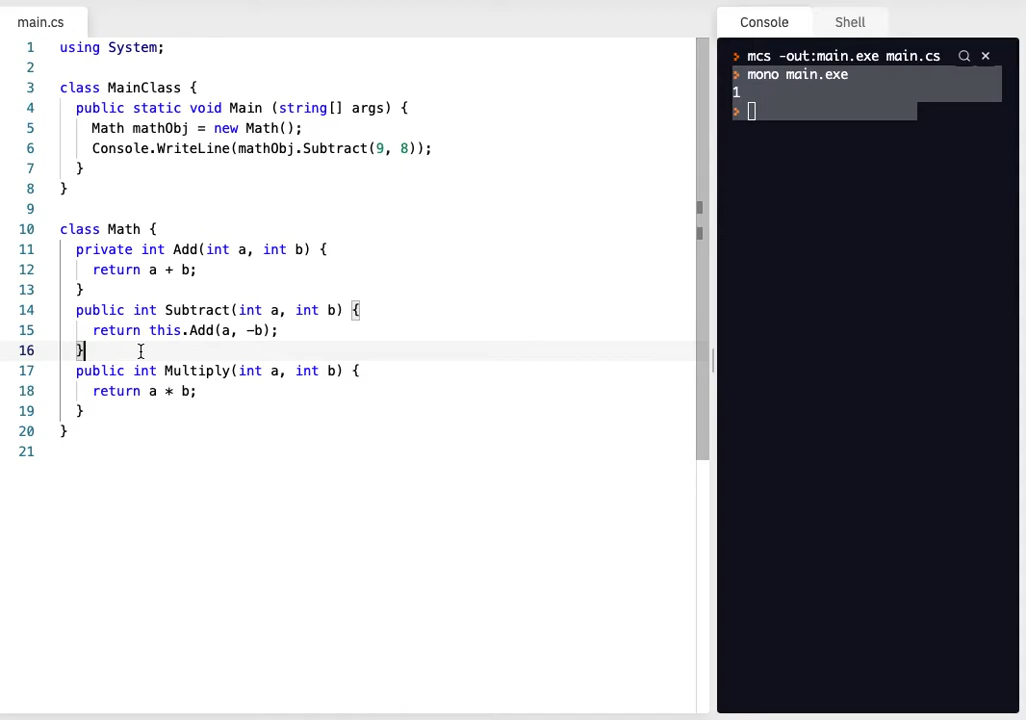 main.cs
1 using System;
2
3 class MainClass {
4 public static void Main (string[] args) {
5 Math mathObj = new Math();
6 Console.WriteLine(mathObj.Subtract(9, 8));
7 }
8 }
9
10 class Math {
11 private int Add(int a, int b) {
12 return a + b;
13 }
14 public int Subtract(int a, int b) {
15 return this.Add(a, -b);
16 }
17 public int Multiply(int a, int b) {
18 return a * b;
19 }
20 }
21
Console Shell
mcs -out:main.exe main.cs
mono main.exe
1